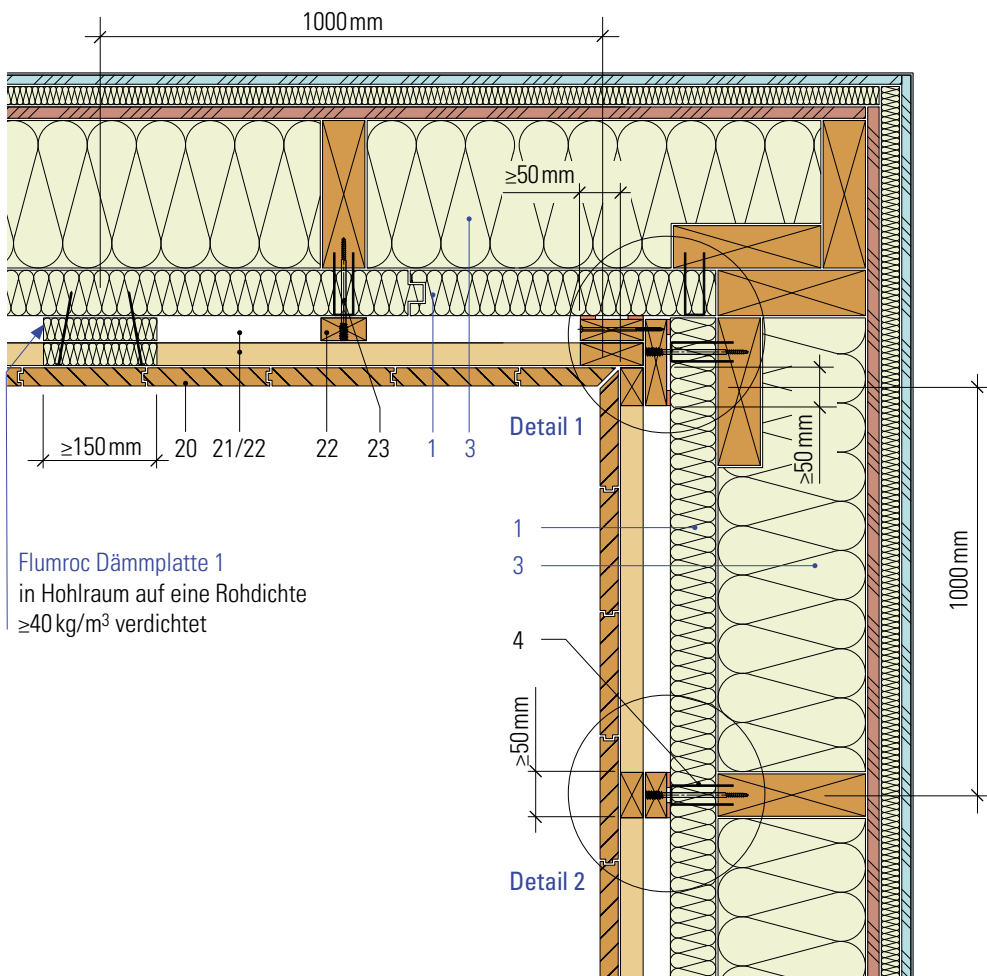 1000 mm
≥50 mm
≥150 mm
20
21/22
22
23
1
3
Detail 1
≥50 mm
Flumroc Dämmplatte 1
in Hohlraum auf eine Rohdichte
≥40 kg/m³ verdichtet
1
3
1000 mm
4
≥50 mm
Detail 2